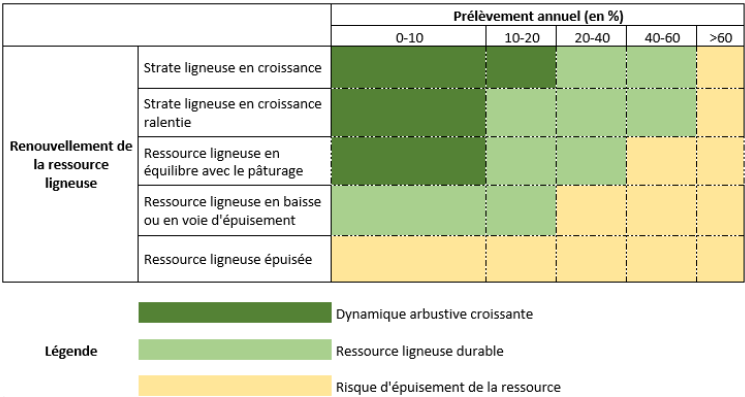 Prélèvement annuel (en %)
0-10 10-20 20-40 40-60 >60
Renouvellement de
la ressource
ligneuse
Strate ligneuse en croissance
Strate ligneuse en croissance
ralentie
Ressource ligneuse en
équilibre avec le pâturage
Ressource ligneuse en baisse
ou en voie d'épuisement
Ressource ligneuse épuisée
Légende
Dynamique arbustive croissante
Ressource ligneuse durable
Risque d'épuisement de la ressource